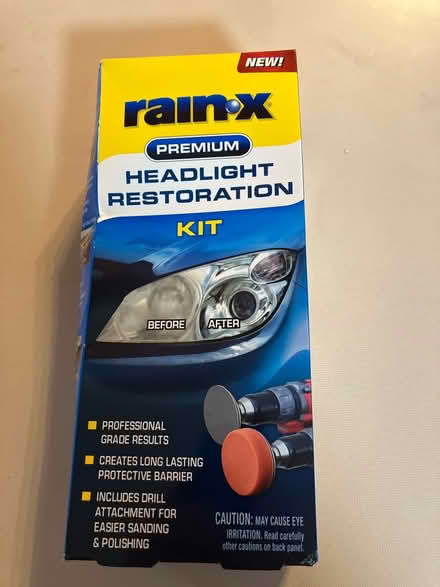 NEW!
rain-x
PREMIUM
HEADLIGHT
RESTORATION
KIT
BEFORE AFTER
PROFESSIONAL
GRADE RESULTS
CREATES LONG LASTING
PROTECTIVE BARRIER
INCLUDES DRILL
ATTACHMENT FOR
EASIER SANDING
& POLISHING
CAUTION: MAY CAUSE EYE
IRRITATION. Read carefully
other cautions on back panel.